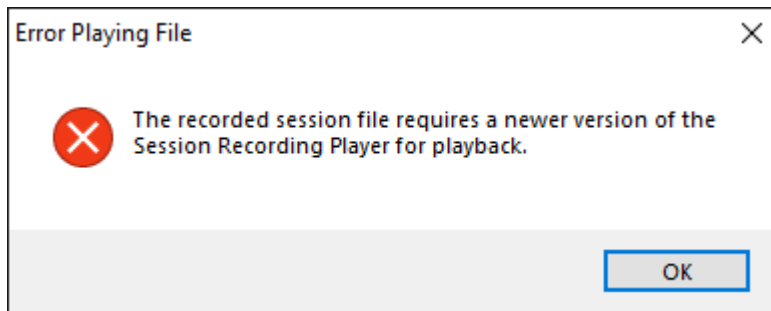 Error Playing File
The recorded session file requires a newer version of the
Session Recording Player for playback.
OK